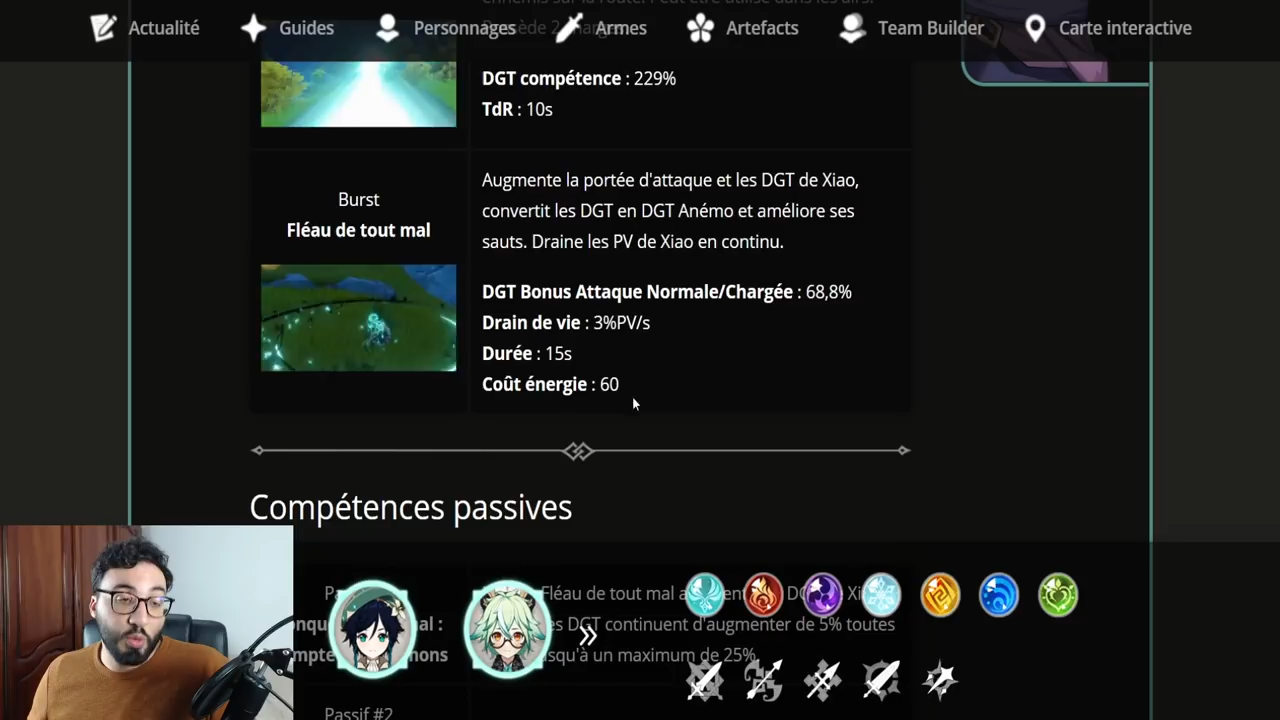 Actualité
Guides
Personnages
Armes
Artefacts
Team Builder
Carte interactive
DGT compétence : 229%
TdR : 10s
Burst
Fléau de tout mal
Augmente la portée d'attaque et les DGT de Xiao,
convertit les DGT en DGT Anémo et améliore ses
sauts. Draine les PV de Xiao en continu.
DGT Bonus Attaque Normale/Chargée : 68,8%
Drain de vie : 3%PV/s
Durée : 15s
Coût énergie : 60
Compétences passives
Fléau de tout mal
DGT continuent d'augmenter de 5% toutes
jusqu'à un maximum de 25%.
Passif #2